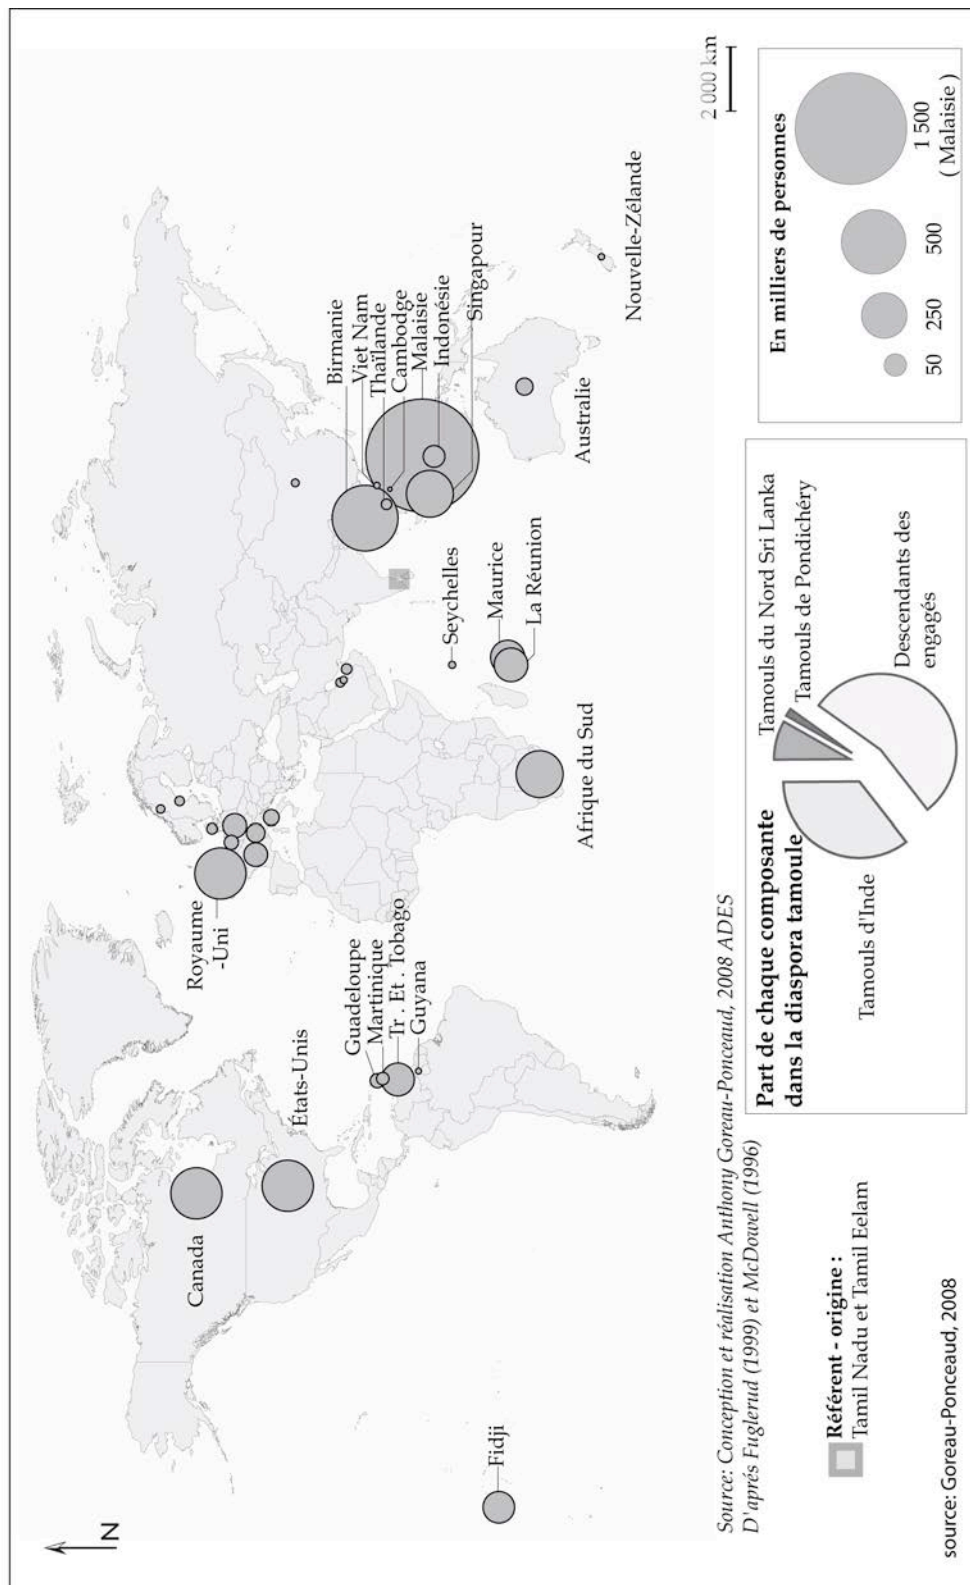 N
Canada
États-Unis
Royaume
-Uni
Guadeloupe
Martinique
Tr . Et . Tobago
Guyana
Fidji
Afrique du Sud
Seychelles
Maurice
La Réunion
Birmanie
Viet Nam
Thaïlande
Cambodge
Malaisie
Indonésie
Singapour
Australie
Nouvelle-Zélande
2 000 km
Source: Conception et réalisation Anthony Goreau-Ponceaud, 2008 ADES
D'aprés Fuglerud (1999) et McDowell (1996)
Référent - origine :
Tamil Nadu et Tamil Eelam
Part de chaque composante
dans la diaspora tamoule
Tamouls d'Inde
Tamouls du Nord Sri Lanka
Tamouls de Pondichéry
Descendants des
engagés
En milliers de personnes
50
250
500
1 500
( Malaisie )
source: Goreau-Ponceaud, 2008